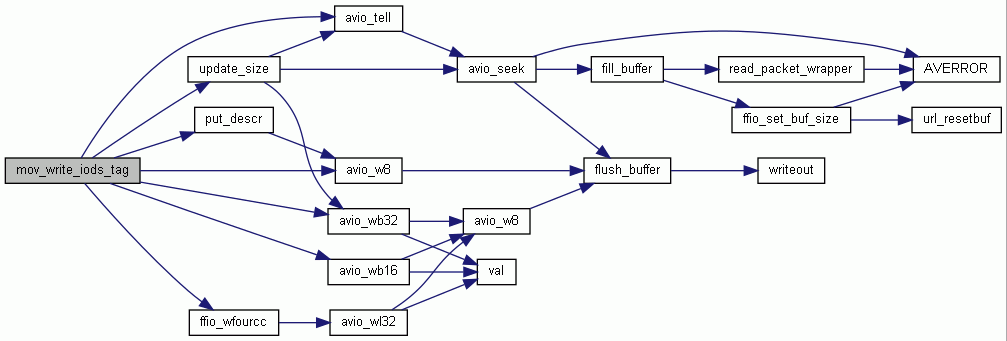 avio_tell
update_size
avio_seek
fill_buffer
read_packet_wrapper
AVERROR
put_descr
ffio_set_buf_size
url_resetbuf
mov_write_iods_tag
avio_w8
flush_buffer
writeout
avio_wb32
avio_w8
avio_wb16
val
ffio_wfourcc
avio_wl32